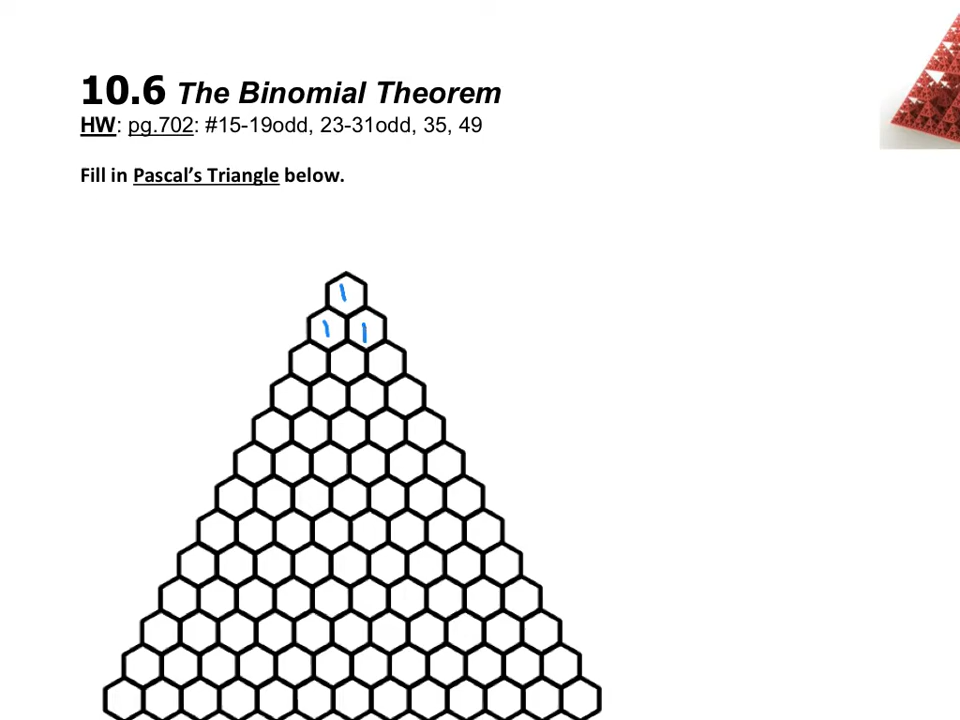 10.6 The Binomial Theorem
HW: pg.702: #15-19odd, 23-31odd, 35, 49
Fill in Pascal’s Triangle below.
1
1 1